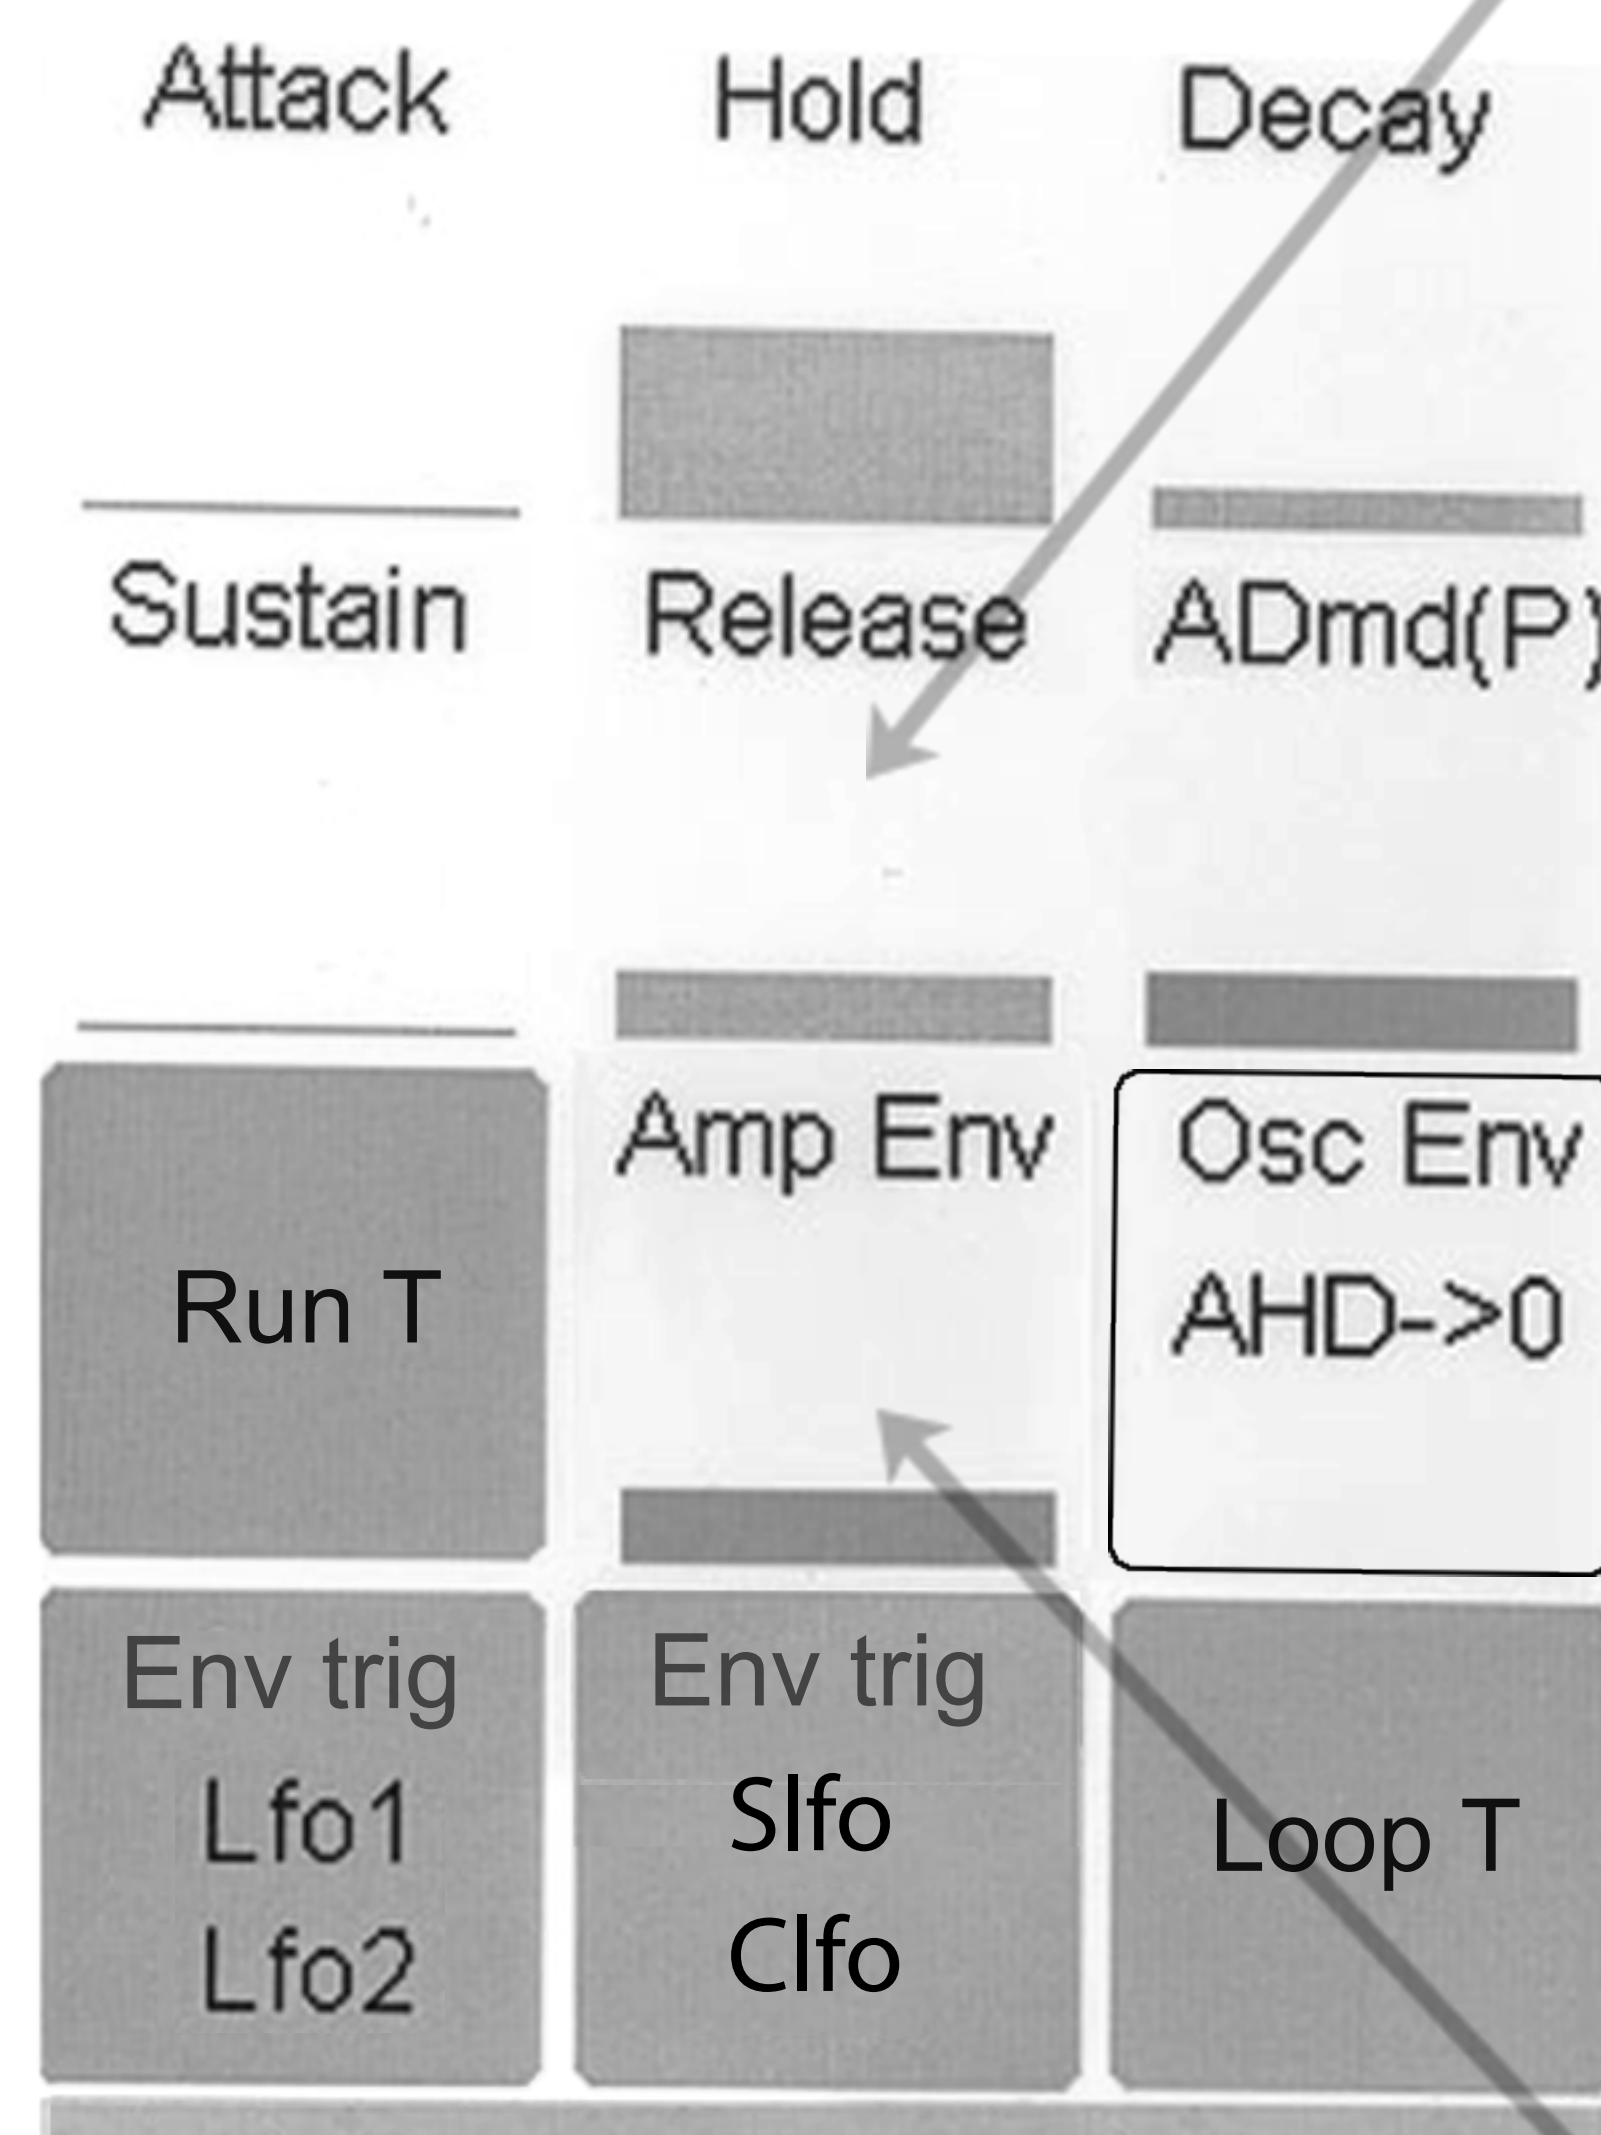 Attack Hold Decay
Sustain Release ADmd(P)
Amp Env Osc Env
Run T AHD->0
Env trig Env trig
Lfo1 Slfo Loop T
Lfo2 Clfo